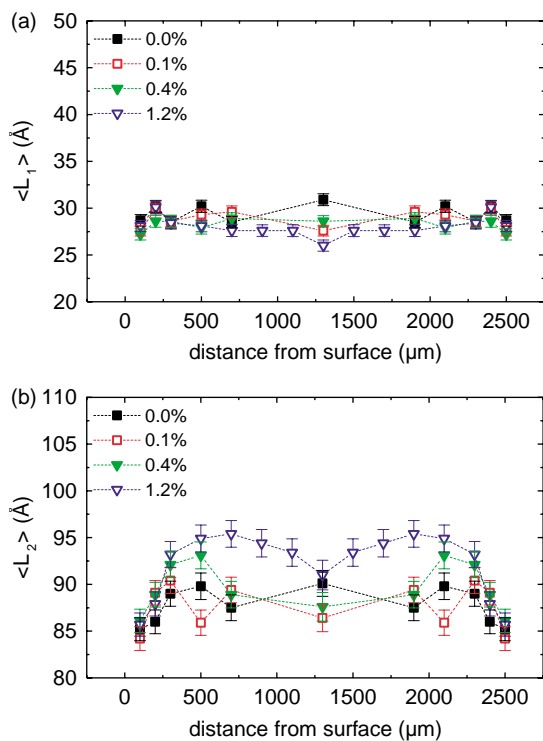 (a)
50
45
40
35
30
25
20
<L₁> (Å)
0.0%
0.1%
0.4%
1.2%
0 500 1000 1500 2000 2500
distance from surface (µm)
(b)
110
105
100
95
90
85
80
<L₂> (Å)
0.0%
0.1%
0.4%
1.2%
0 500 1000 1500 2000 2500
distance from surface (µm)